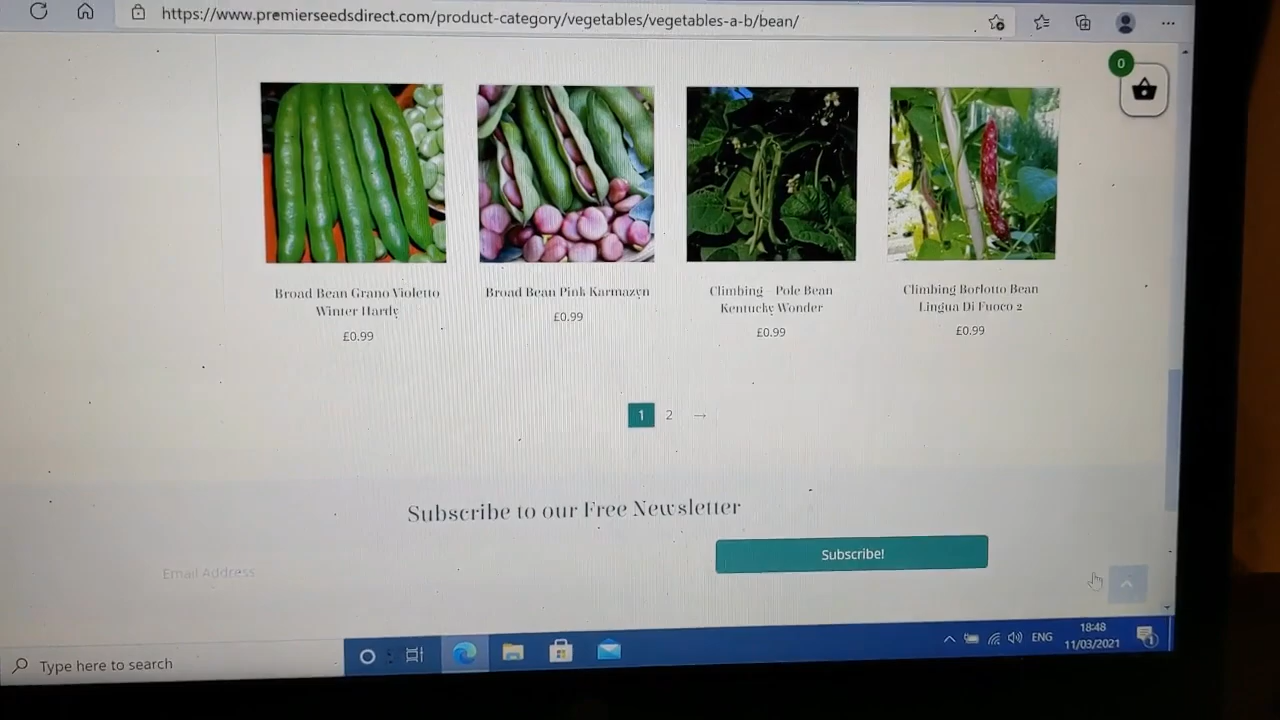 https://www.premierseedsdirect.com/product-category/vegetables/vegetables-a-b/bean/
0
Broad Bean Grano Violetto
Winter Hardy
£0.99
Broad Bean Pink Karmazyn
£0.99
Climbing – Pole Bean
Kentucky Wonder
£0.99
Climbing Borlotto Bean
Lingua Di Fuoco 2
£0.99
1 2 →
Subscribe to our Free Newsletter
Email Address
Subscribe!
Type here to search
ENG
18:48
11/03/2021
1